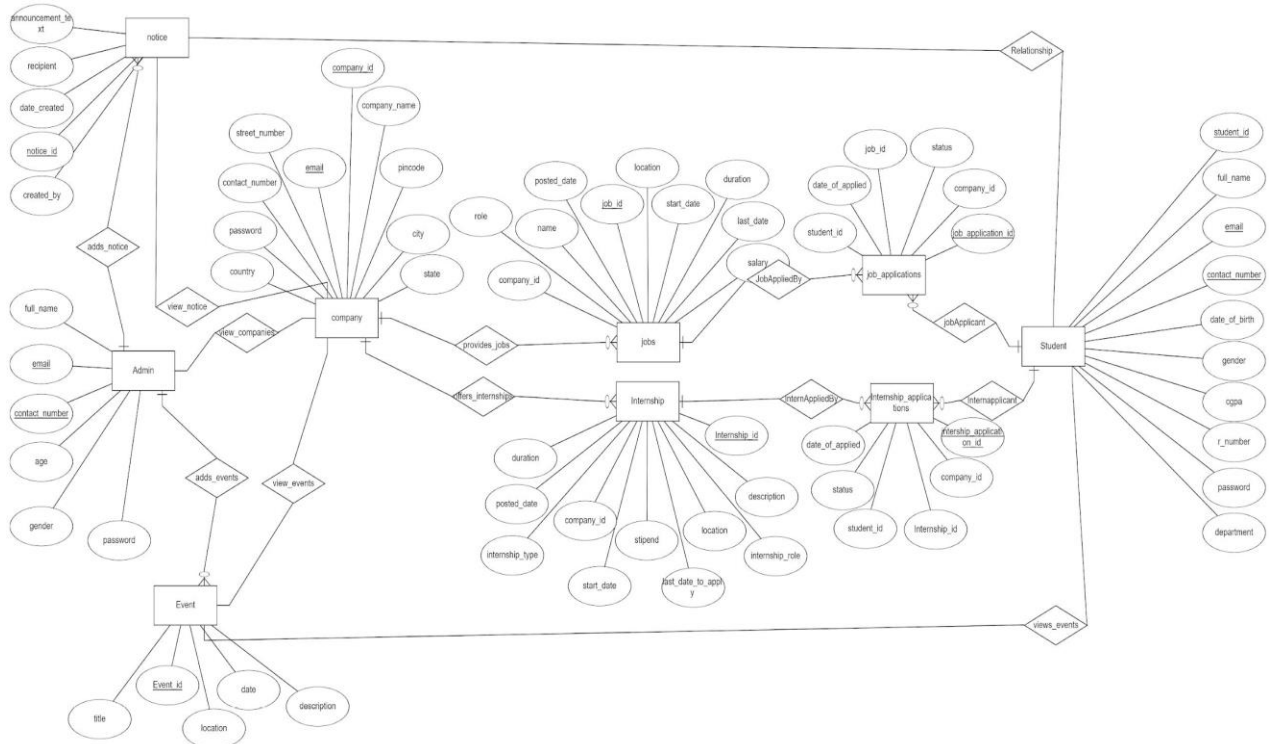 announcement_te
xt
notice
recipient
date_created
notice_id
created_by
adds_notice
view_notice
Relationship
company_id
company_name
street_number
email
pincode
contact_number
password
city
country
state
company
view_companies
full_name
email
Admin
contact_number
age
gender
password
adds_events
view_events
Event
title
Event_id
location
date
description
views_events
provides_jobs
offers_internship
location
posted_date
duration
job_id
start_date
role
name
last_date
company_id
salary
jobs
JobAppliedBy
job_id
status
date_of_applied
company_id
student_id
job_application_id
job_applications
jobApplicant
Internship
Internship_id
duration
description
posted_date
company_id
location
internship_type
stipend
internship_role
start_date
last_date_to_appl
y
InternAppliedBy
Internship_applic
ations
Internapplicant
date_of_applied
intership_applicati
on_id
status
company_id
student_id
Internship_id
Student
student_id
full_name
email
contact_number
date_of_birth
gender
cgpa
r_number
password
department